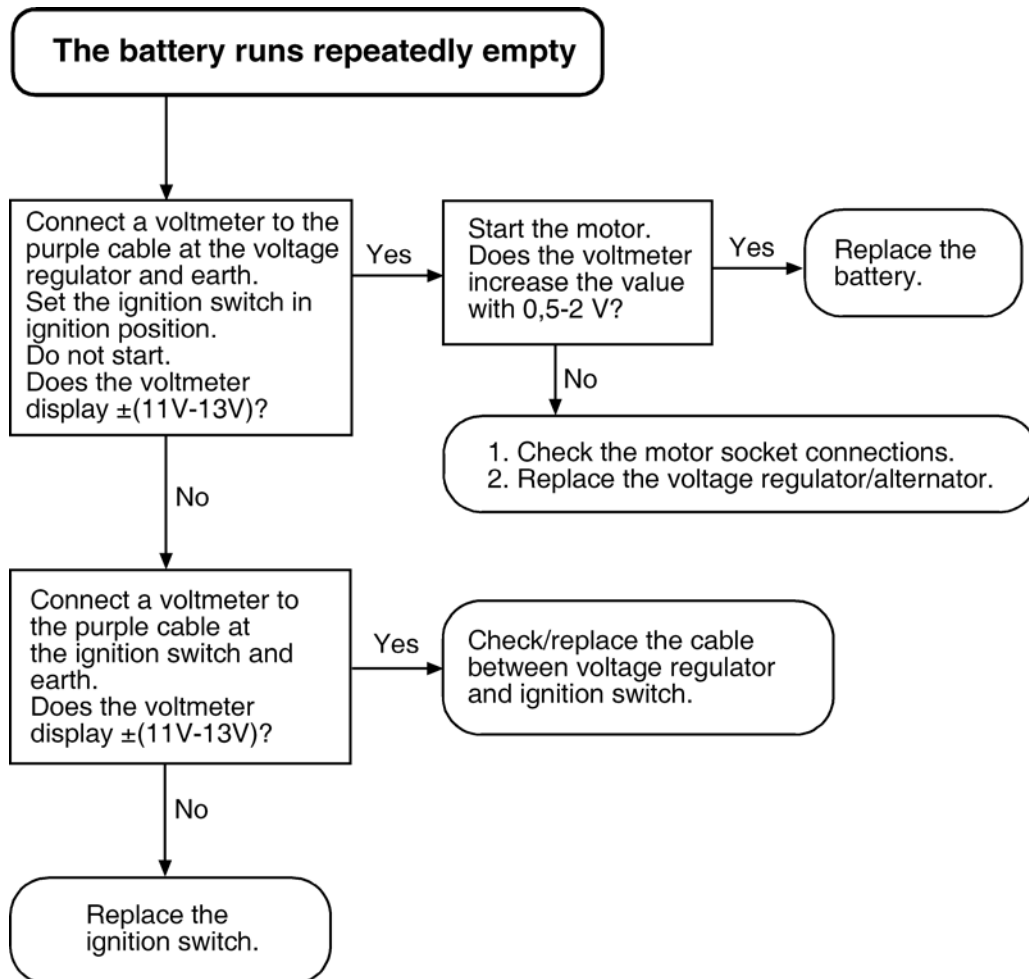 The battery runs repeatedly empty
Connect a voltmeter to the
purple cable at the voltage
regulator and earth.
Set the ignition switch in
ignition position.
Do not start.
Does the voltmeter
display ±(11V-13V)?
Yes
Start the motor.
Does the voltmeter
increase the value
with 0,5-2 V?
Yes
Replace the
battery.
No
1. Check the motor socket connections.
2. Replace the voltage regulator/alternator.
No
Connect a voltmeter to
the purple cable at
the ignition switch and
earth.
Does the voltmeter
display ±(11V-13V)?
Yes
Check/replace the cable
between voltage regulator
and ignition switch.
No
Replace the
ignition switch.